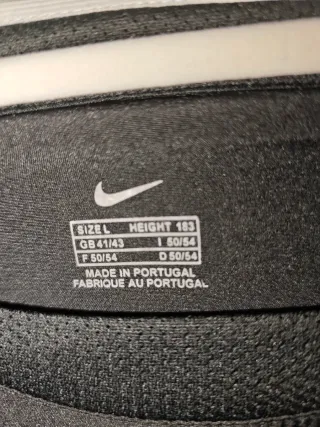 SIZE L HEIGHT 183
GB 41/43 I 50/54
F 50/54 D 50/54
MADE IN PORTUGAL
FABRIQUE AU PORTUGAL